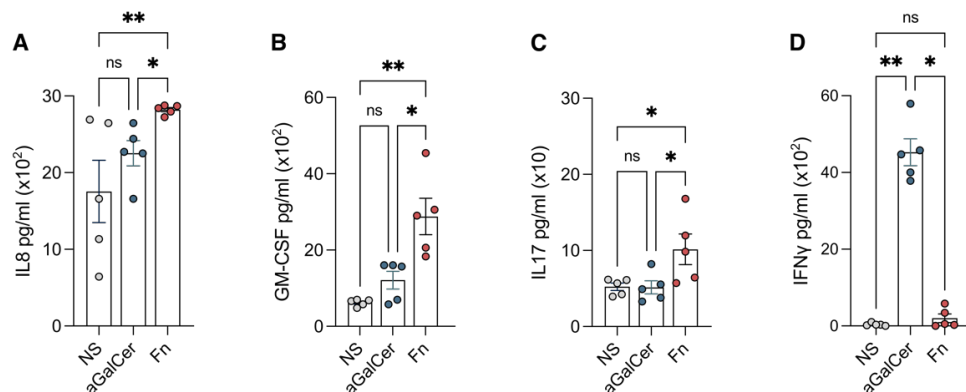 A
IL8 pg/ml (x10²)
30
20
10
0
ns
**
*
NS
aGalCer
Fn
B
GM-CSF pg/ml (x10²)
60
40
20
0
ns
**
*
NS
aGalCer
Fn
C
IL17 pg/ml (x10)
30
20
10
0
ns
*
*
NS
aGalCer
Fn
D
IFNγ pg/ml (x10²)
60
40
20
0
ns
**
*
NS
aGalCer
Fn